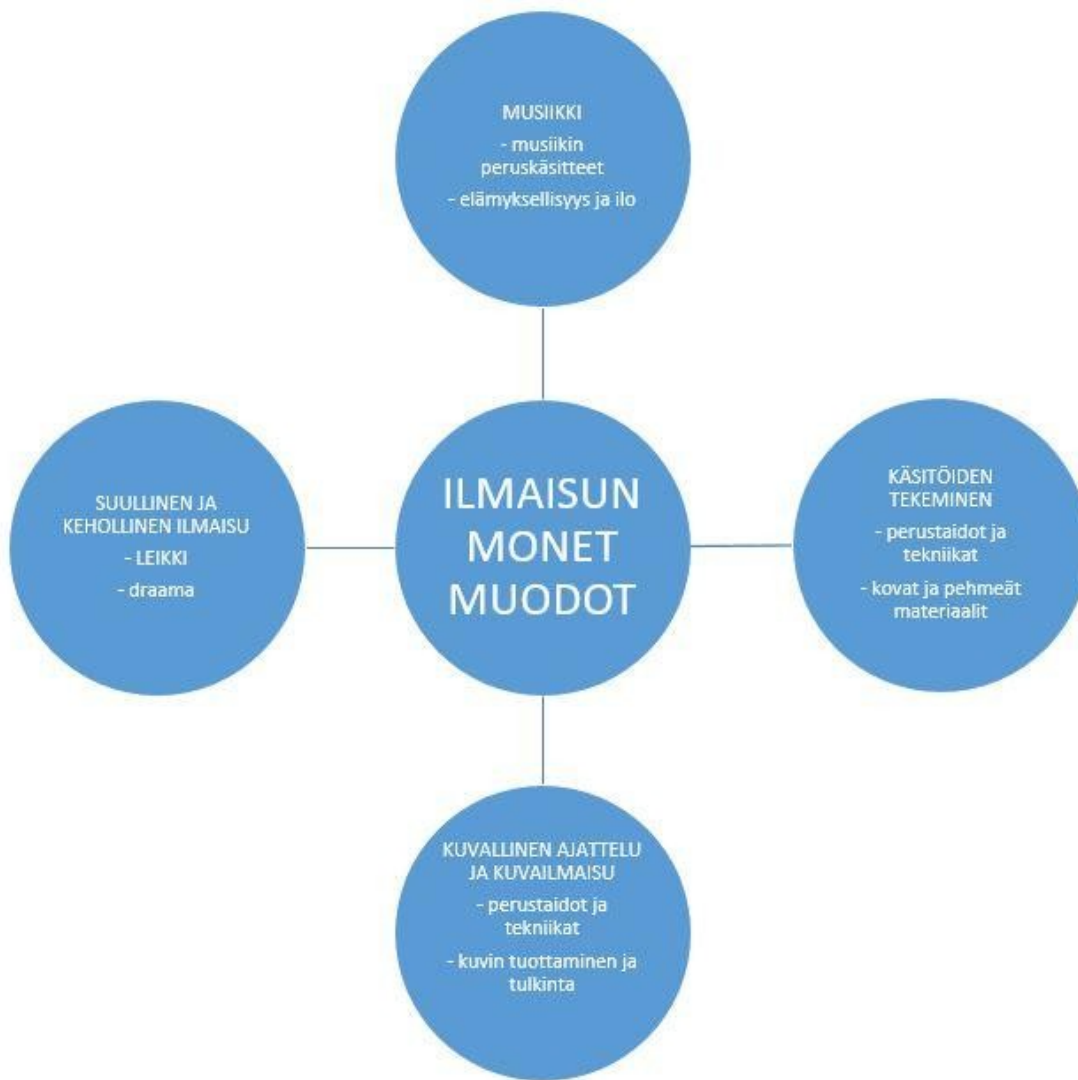 MUSIIKKI
- musiikin
peruskäsitteet
- elämyksellisyys ja ilo
SUULLINEN JA
KEHOLLINEN ILMAISU
- LEIKKI
- draama
ILMAISUN
MONET
MUODOT
KÄSITÖIDEN
TEKEMINEN
- perustaidot ja
tekniikat
- kovat ja pehmeät
materiaalit
KUVALLINEN AJATTELU
JA KUVAILMAISU
- perustaidot ja
tekniikat
- kuvin tuottaminen ja
tulkinta